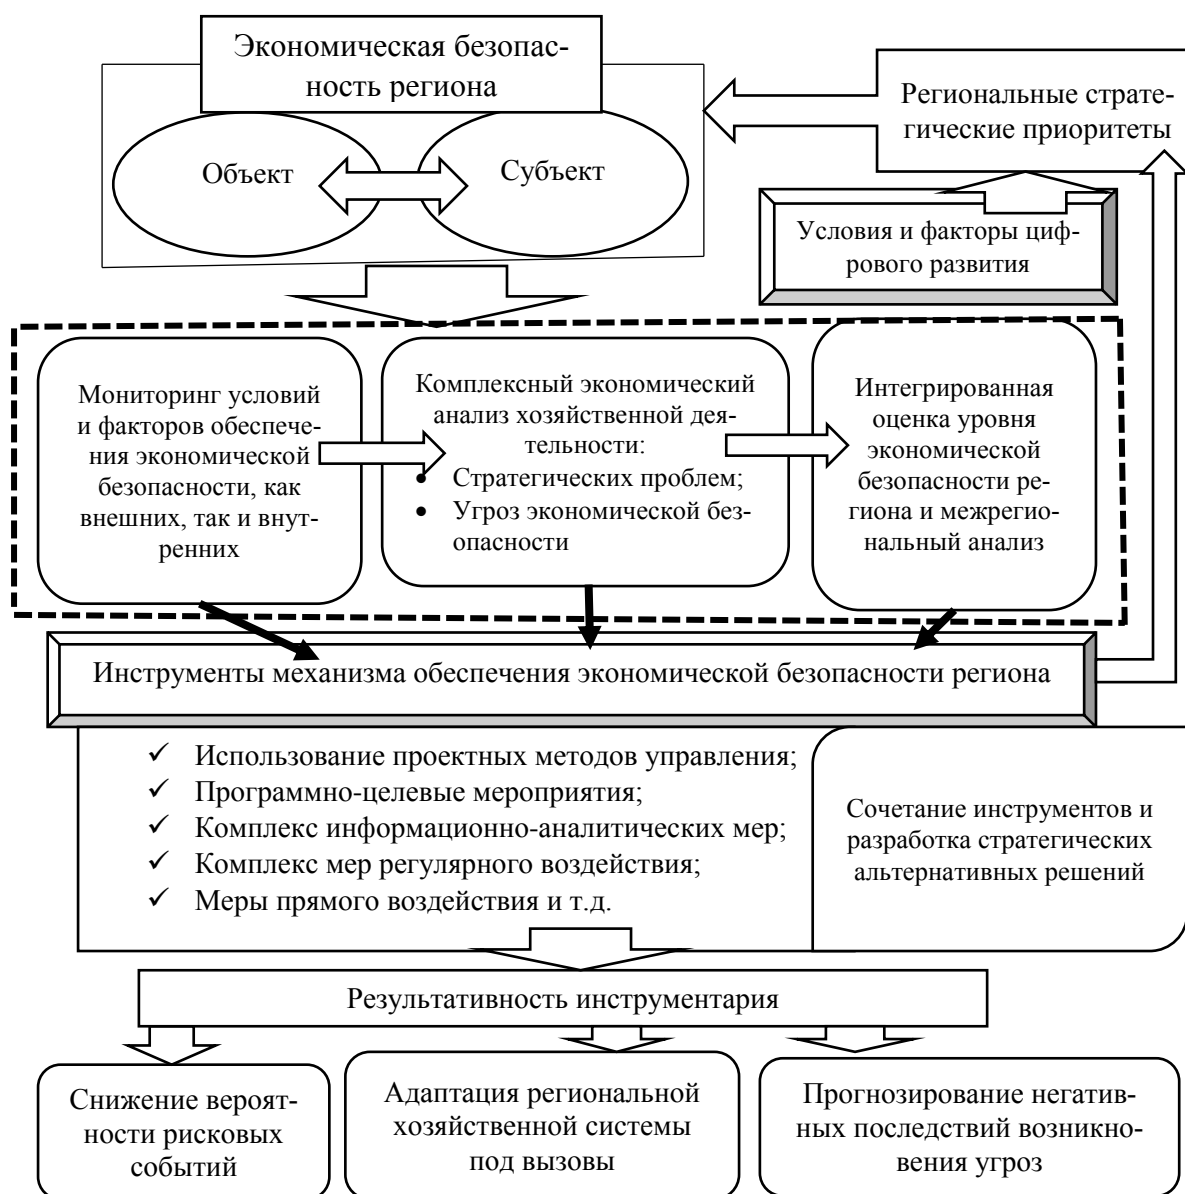 Экономическая безопас-
ность региона
Региональные страте-
гические приоритеты
Объект
Субъект
Условия и факторы циф-
рового развития
Мониторинг условий
и факторов обеспече-
ния экономической
безопасности, как
внешних, так и внут-
ренних
Комплексный экономический
анализ хозяйственной дея-
тельности:
• Стратегических проблем;
• Угроз экономической без-
опасности
Интегрированная
оценка уровня
экономической
безопасности ре-
гиона и межрегио-
нальный анализ
Инструменты механизма обеспечения экономической безопасности региона
✓ Использование проектных методов управления;
✓ Программно-целевые мероприятия;
✓ Комплекс информационно-аналитических мер;
✓ Комплекс мер регулярного воздействия;
✓ Меры прямого воздействия и т.д.
Сочетание инструментов и
разработка стратегических
альтернативных решений
Результативность инструментария
Снижение вероят-
ности рисковых
событий
Адаптация региональной
хозяйственной системы
под вызовы
Прогнозирование негатив-
ных последствий возникно-
вения угроз